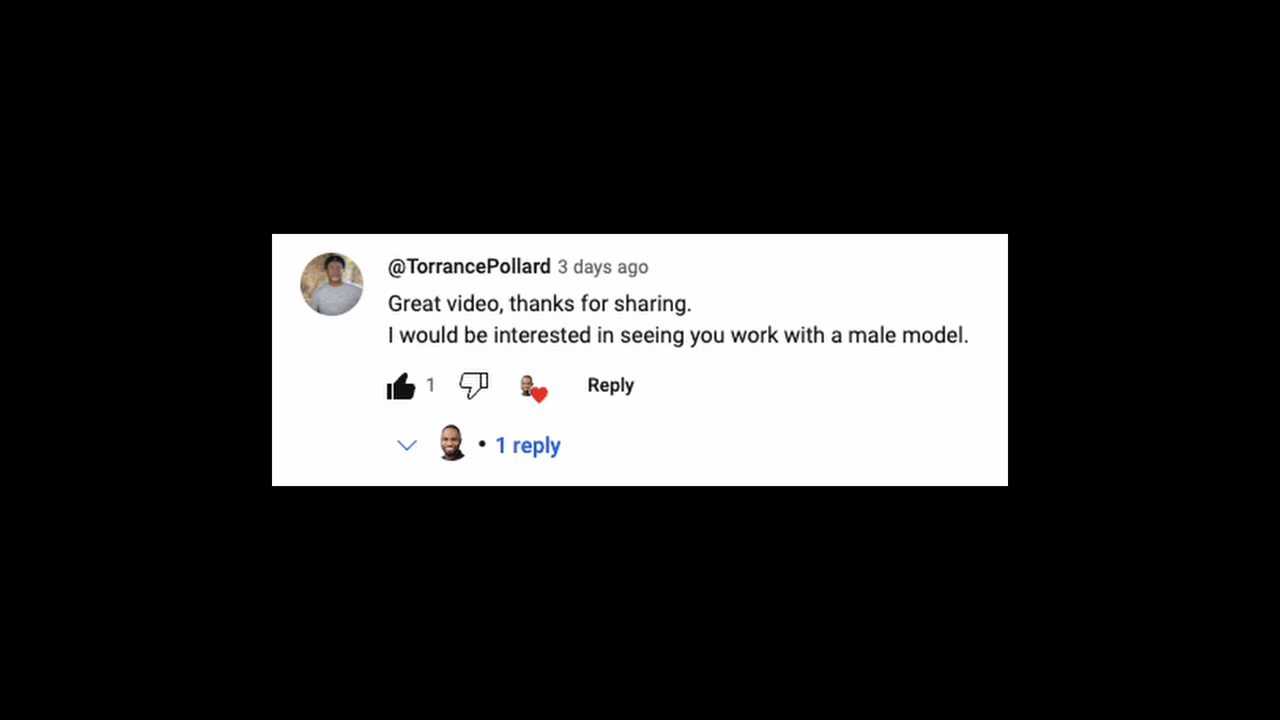 @TorrancePollard 3 days ago
Great video, thanks for sharing.
I would be interested in seeing you work with a male model.
1 Reply
• 1 reply